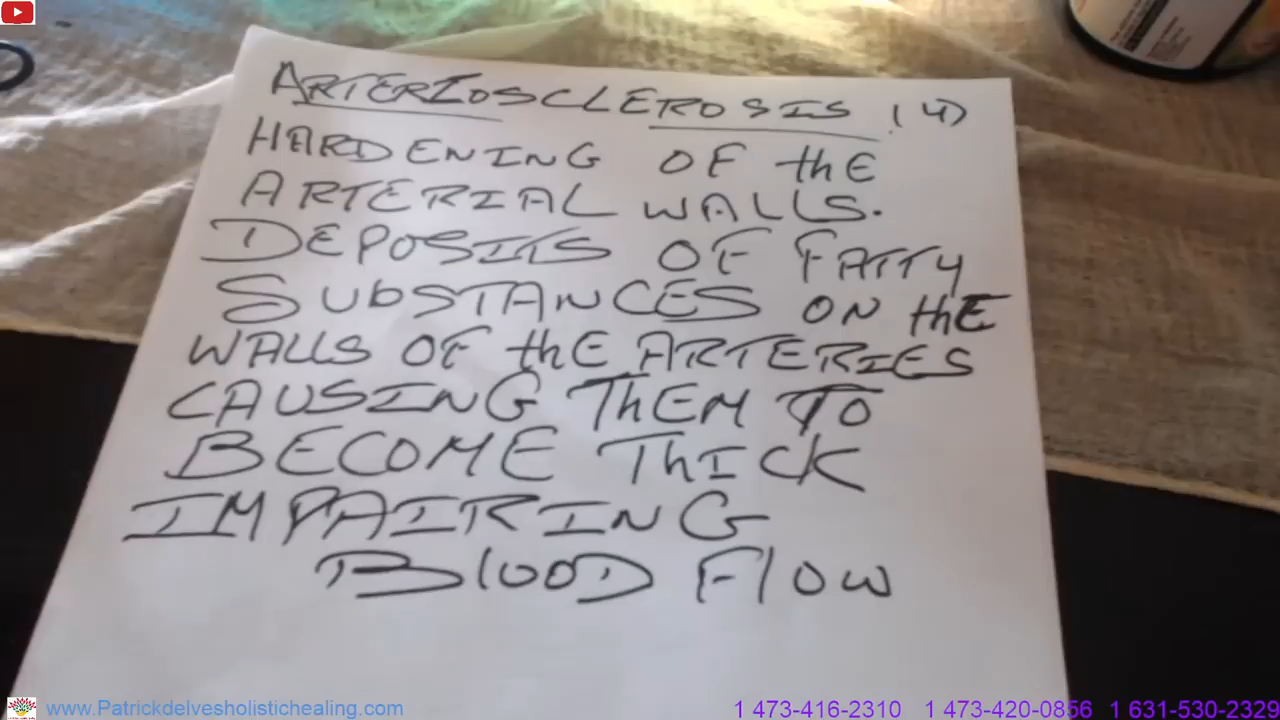 ARTERIOSCLEROSIS (4)
HARDENING OF thE
ARTERIAL WALLS.
DEPOSITS OF FATTY
SUbSTANCES ON thE
WALLS OF thE ARTERIES
CAUSING ThEM TO
BECOME ThICK
IMPAIRING
BlOOD FlOW
www.Patrickdelvesholistichealing.com 1 473-416-2310 1 473-420-0856 1 631-530-2329